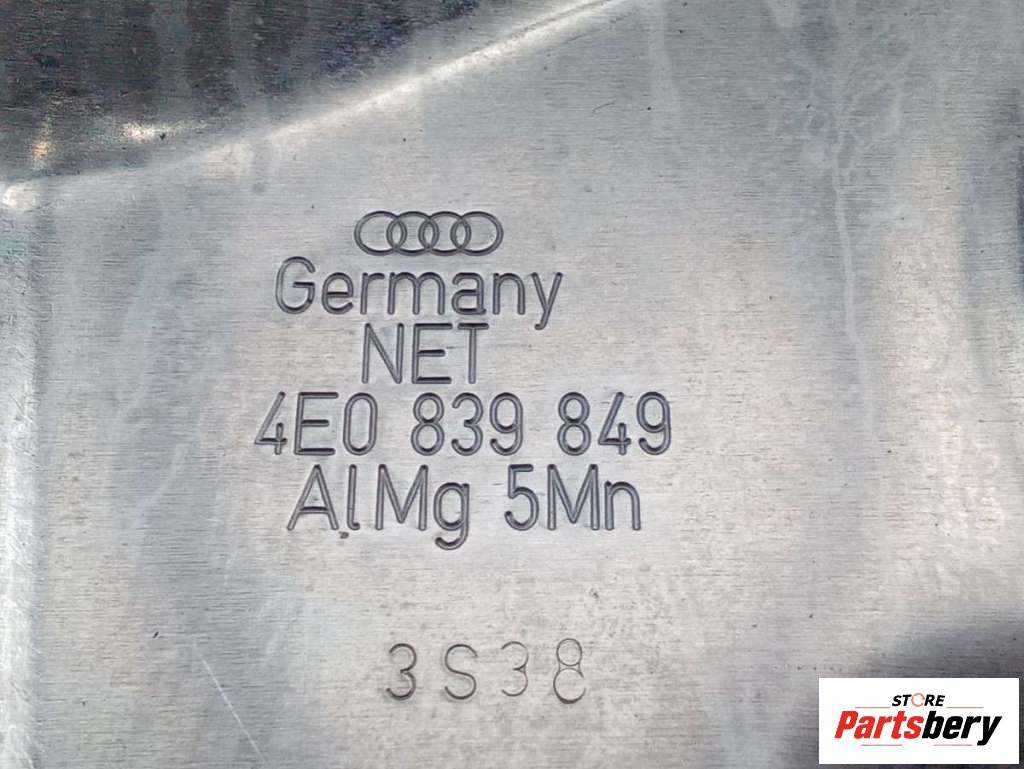 Germany
NET
4E0 839 849
AlMg 5Mn
3S38
STORE
Partsbery